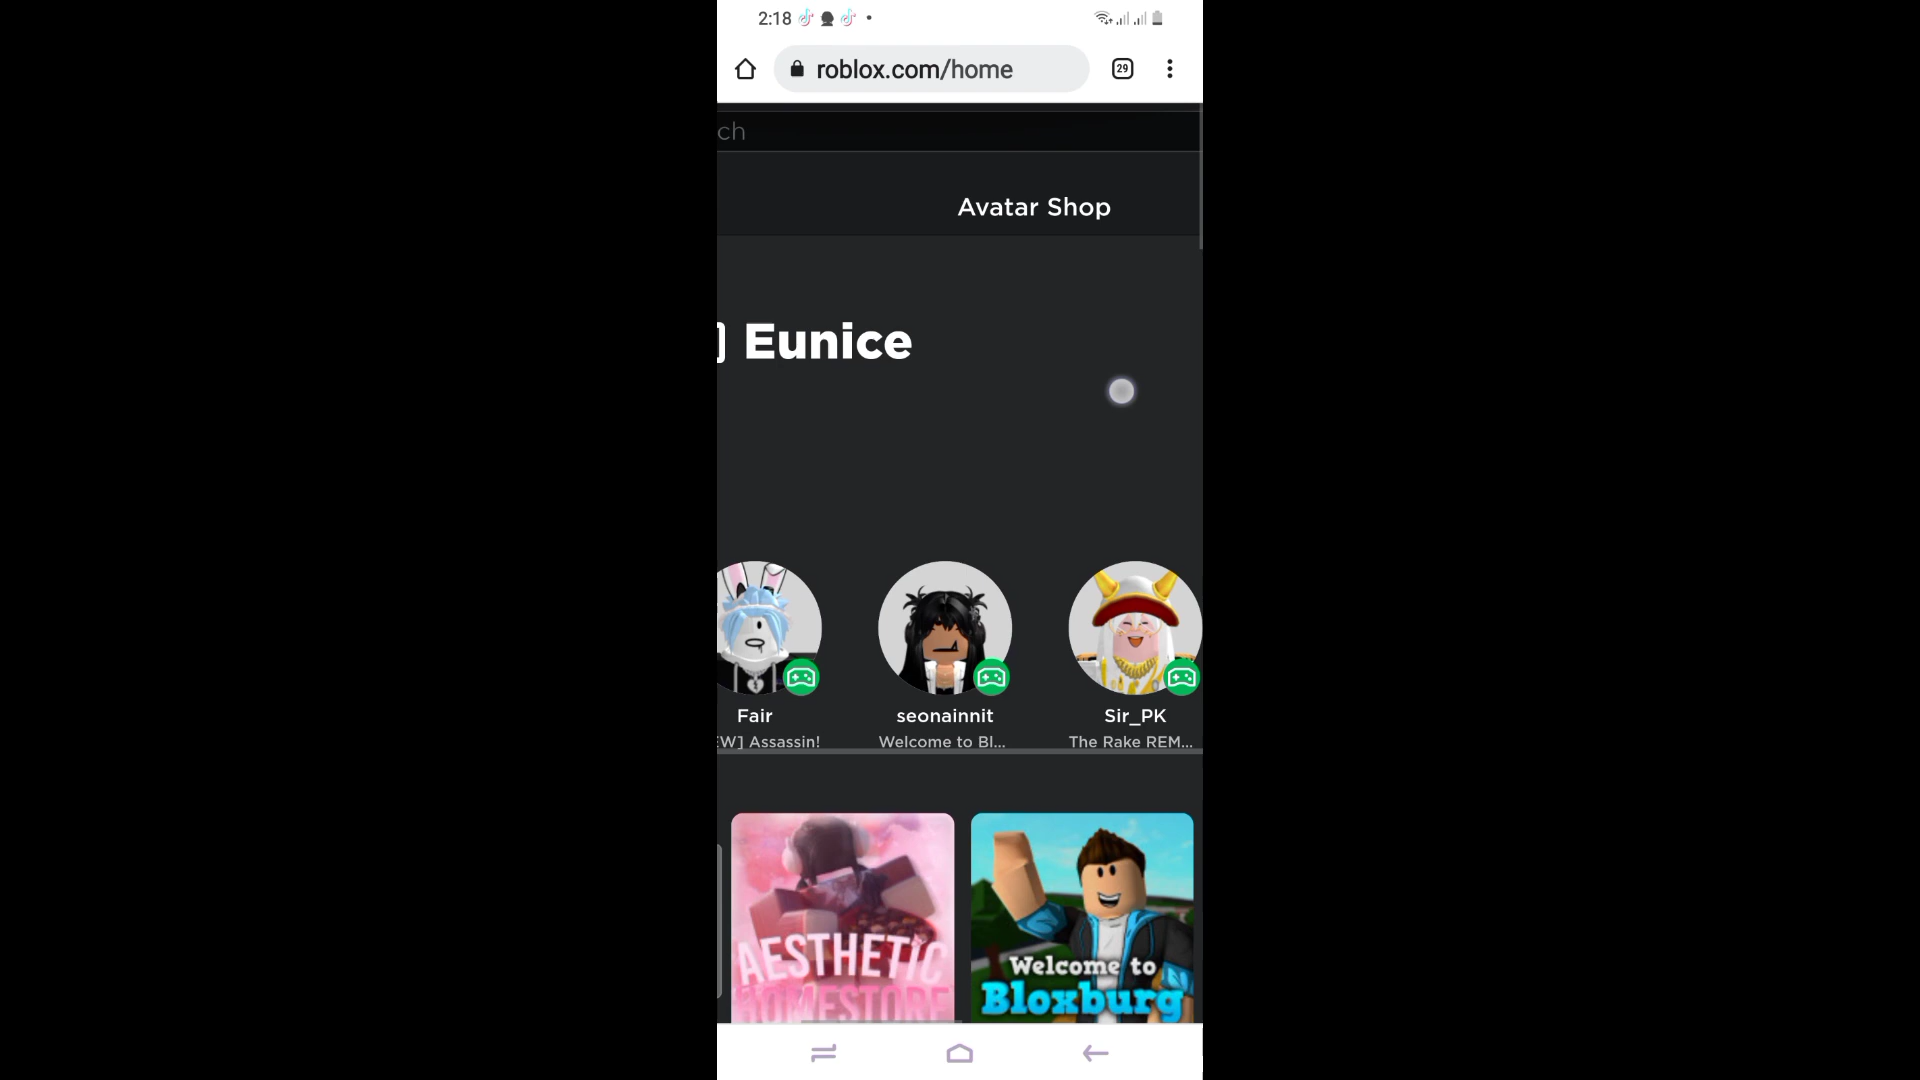 2:18
roblox.com/home
29
ch
Avatar Shop
] Eunice
Fair
seonainnit
Sir_PK
EW] Assassin!
Welcome to Bl...
The Rake REM...
AESTHETIC
HOMESTORE
Welcome to
Bloxburg